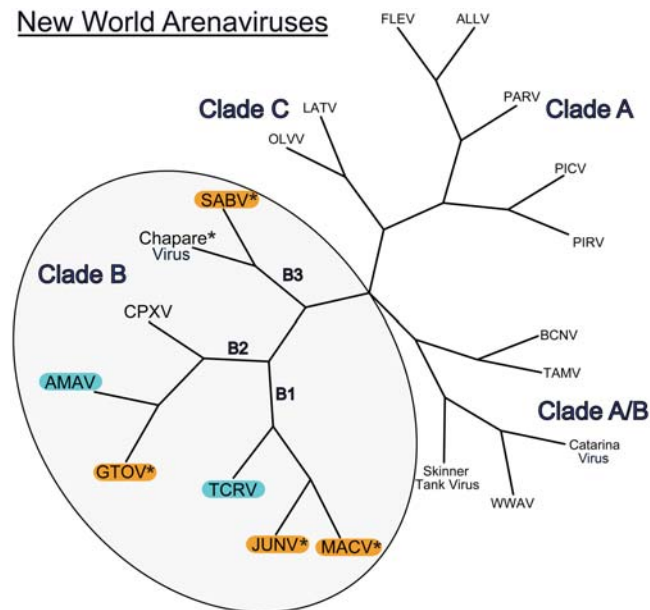 New World Arenaviruses
FLEV
ALLV
Clade C
LATV
PARV
Clade A
OLVV
PICV
SABV*
Chapare*
Virus
PIRV
Clade B
B3
CPXV
BCNV
B2
AMAV
TAMV
B1
Clade A/B
Catarina
Virus
GTOV*
TCRV
Skinner
Tank Virus
WWAV
JUNV*
MACV*